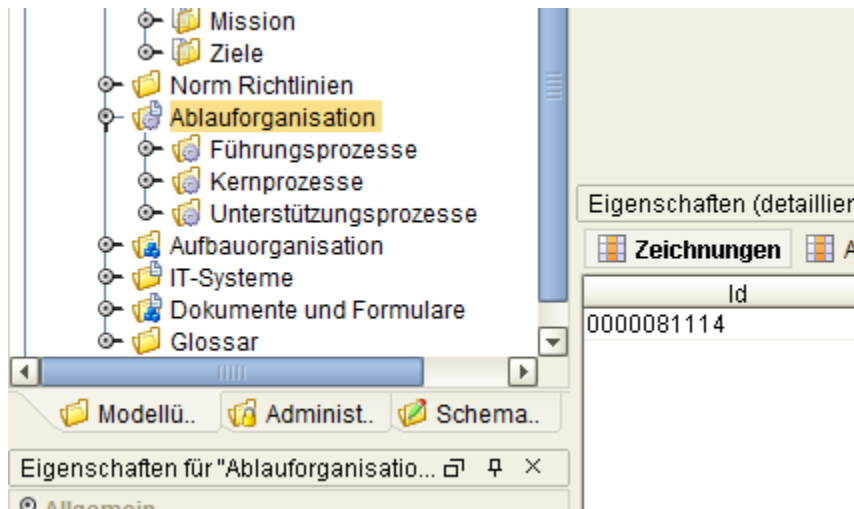 Mission
Ziele
Norm Richtlinien
Ablauforganisation
Führungsprozesse
Kernprozesse
Unterstützungsprozesse
Aufbauorganisation
IT-Systeme
Dokumente und Formulare
Glossar
Modellü..
Administ..
Schema..
Eigenschaften für "Ablauforganisatio...
Allgemein
Eigenschaften (detaillier
Zeichnungen
A
Id
0000081114